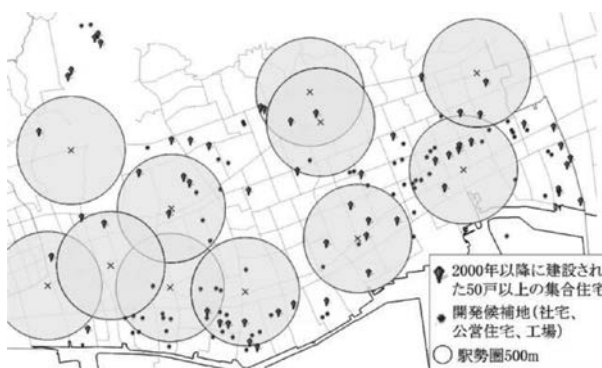 2000年以降に建設され
た50戸以上の集合住宅
開発候補地(社宅、
公営住宅、工場)
駅勢圏500m